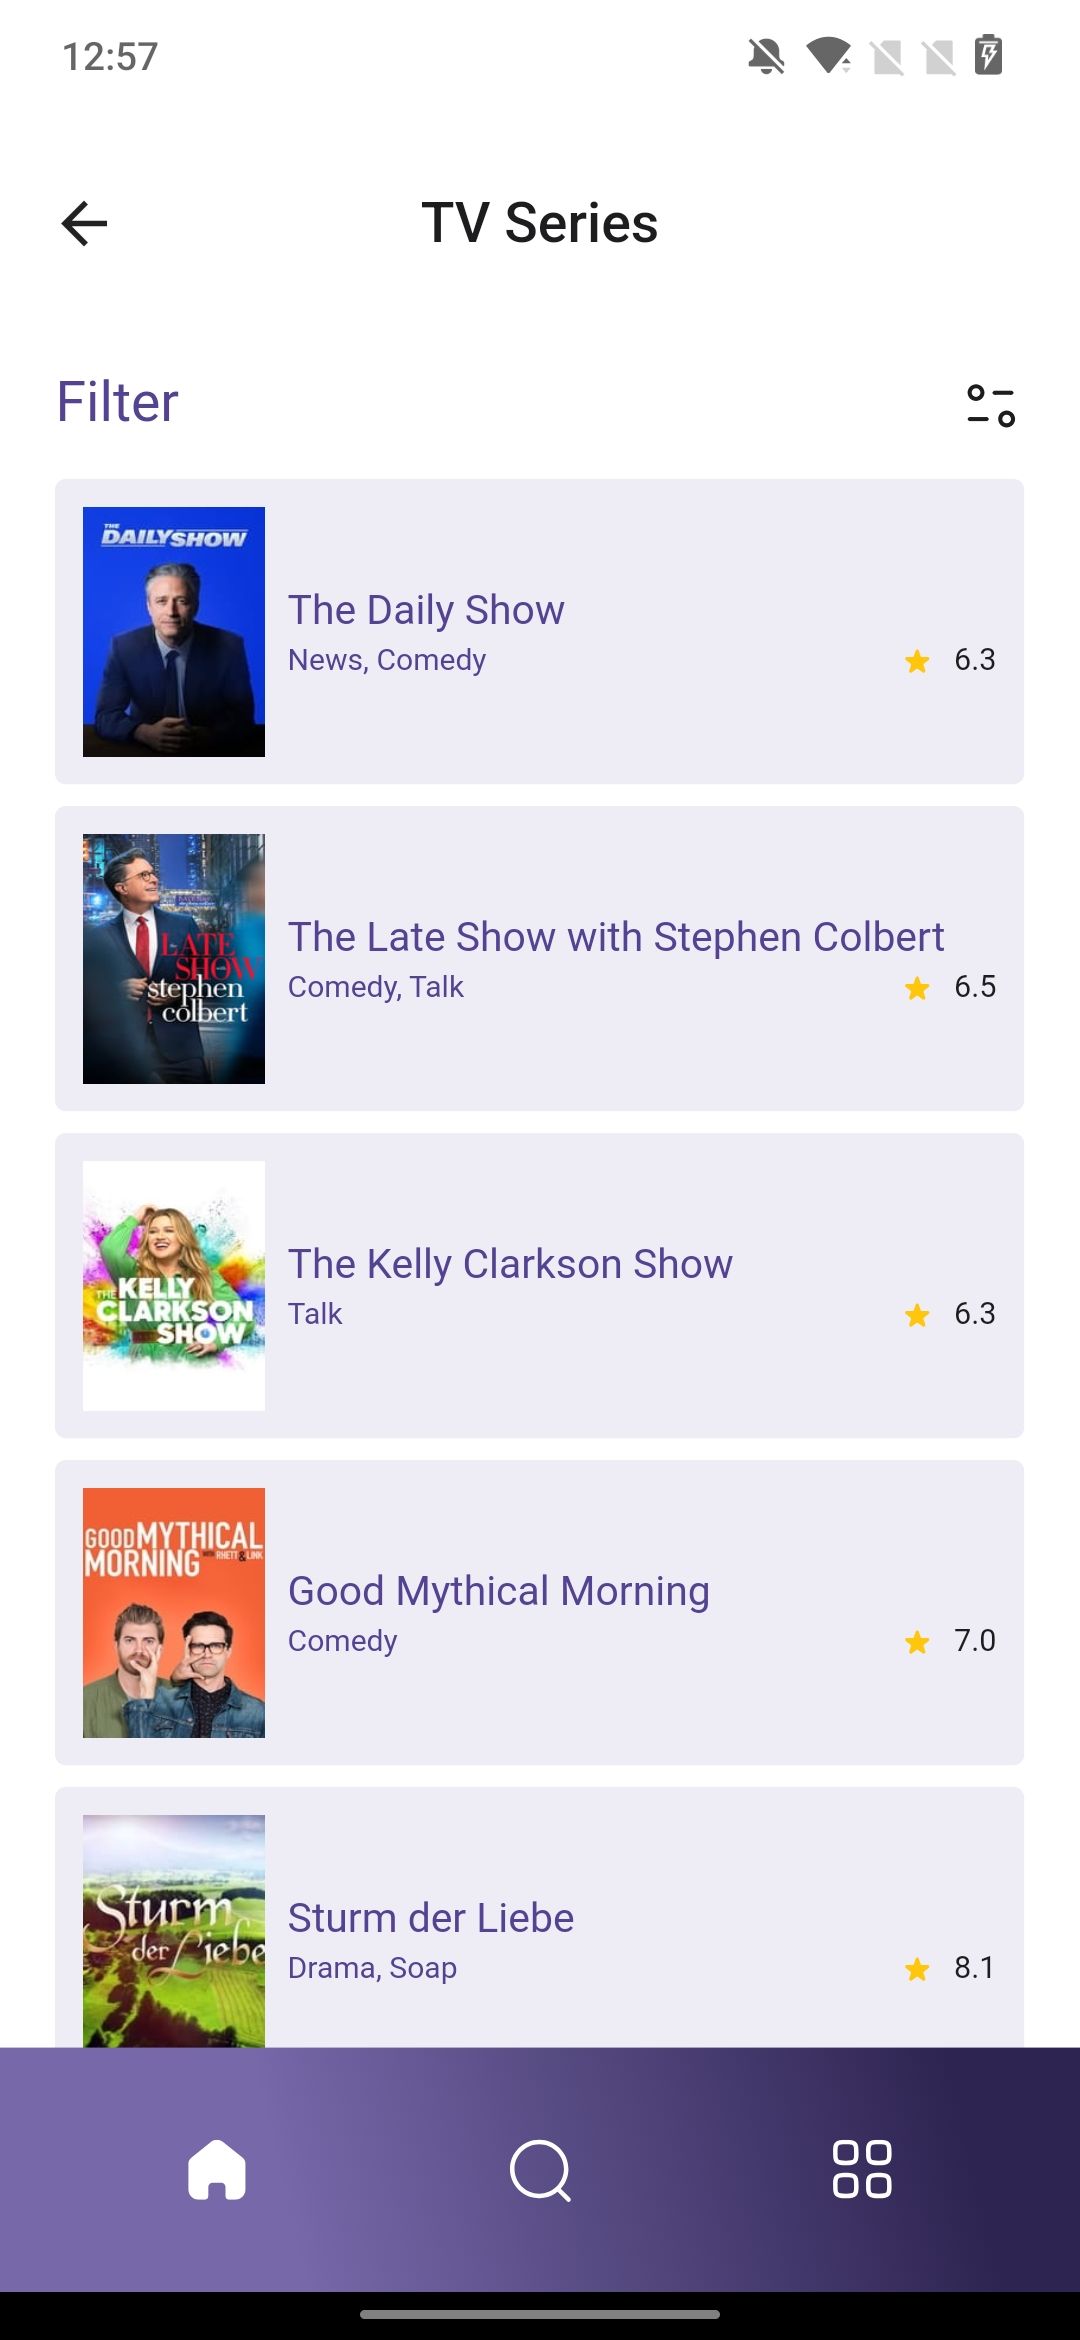 12:57
TV Series
Filter
THE
DAILYSHOW
The Daily Show
News, Comedy
6.3
LATE
SHOW
stephen
colbert
The Late Show with Stephen Colbert
Comedy, Talk
6.5
THE KELLY
CLARKSON
SHOW
The Kelly Clarkson Show
Talk
6.3
GOOD MYTHICAL
MORNING WITH RHETT & LINK
Good Mythical Morning
Comedy
7.0
Sturm
der Liebe
Sturm der Liebe
Drama, Soap
8.1